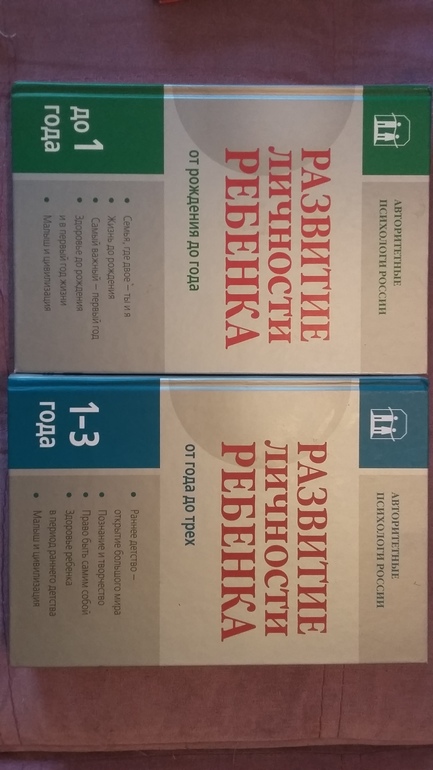 АВТОРИТЕТНЫЕ
ПСИХОЛОГИ РОССИИ
РАЗВИТИЕ
ЛИЧНОСТИ
РЕБЕНКА
от рождения до года
до 1
года
• Семья, где двое – ты и я
• Жизнь до рождения
• Самый важный – первый год
• Здоровье до рождения
и в первый год жизни
• Малыш и цивилизация
АВТОРИТЕТНЫЕ
ПСИХОЛОГИ РОССИИ
РАЗВИТИЕ
ЛИЧНОСТИ
РЕБЕНКА
от года до трех
1–3
года
• Раннее детство –
открытие большого мира
• Познание и творчество
• Право быть самим собой
• Здоровье ребенка
в период раннего детства
• Малыш и цивилизация